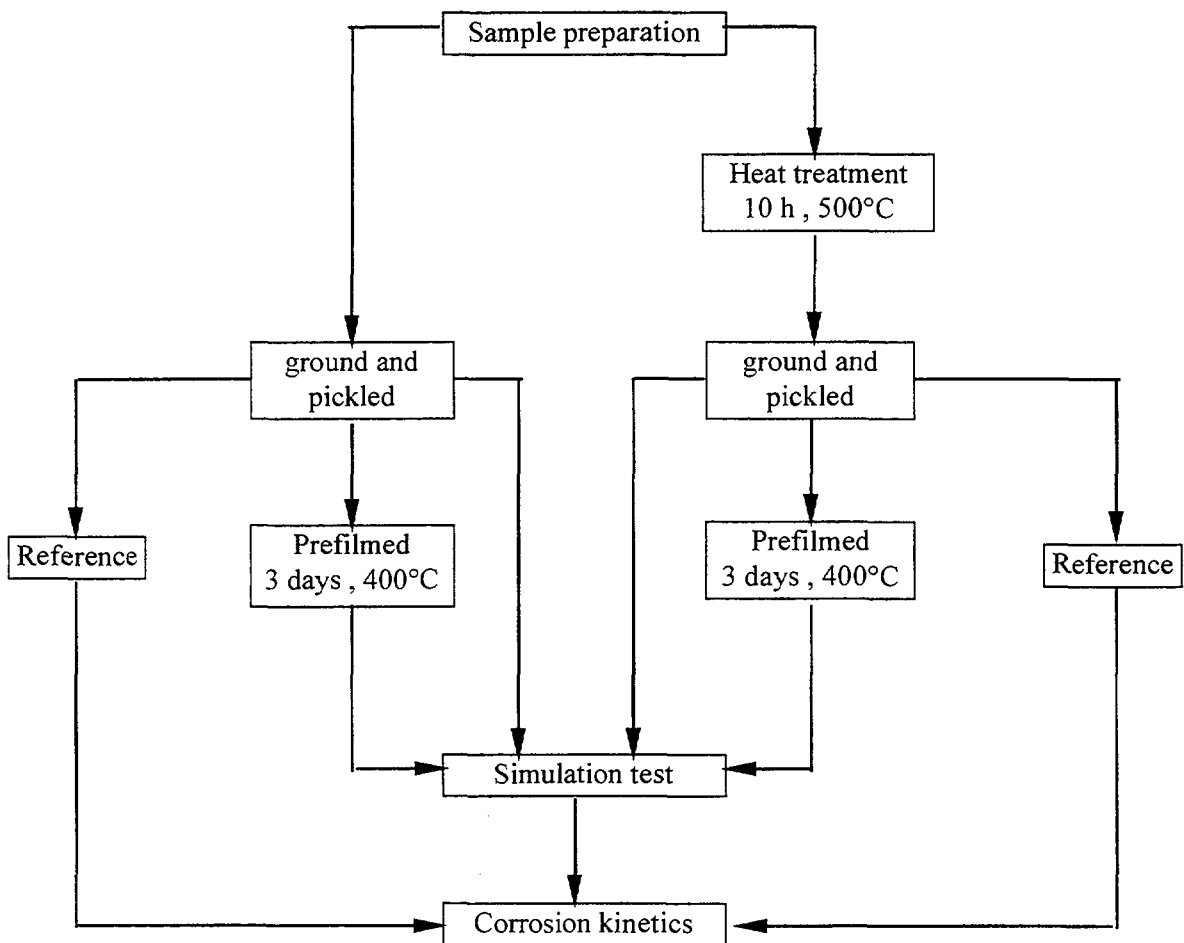 Sample preparation
Heat treatment
10 h , 500°C
ground and
pickled
ground and
pickled
Reference
Prefilmed
3 days , 400°C
Prefilmed
3 days , 400°C
Reference
Simulation test
Corrosion kinetics